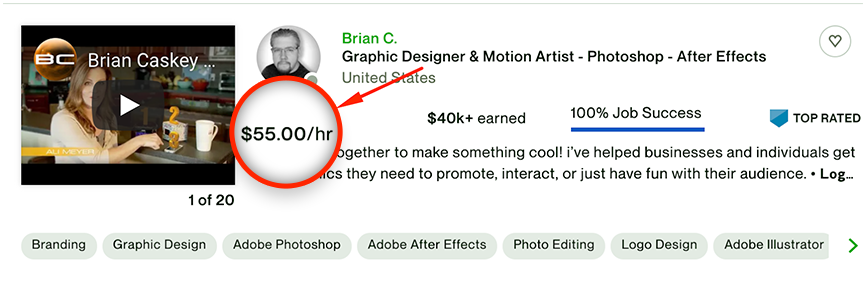 BC Brian Caskey ...
ALI MEYER
1 of 20
Brian C.
Graphic Designer & Motion Artist - Photoshop - After Effects
United States
$55.00/hr
$40k+ earned
100% Job Success
TOP RATED
ogether to make something cool! i've helped businesses and individuals get
ics they need to promote, interact, or just have fun with their audience. • Log...
Branding
Graphic Design
Adobe Photoshop
Adobe After Effects
Photo Editing
Logo Design
Adobe Illustrator